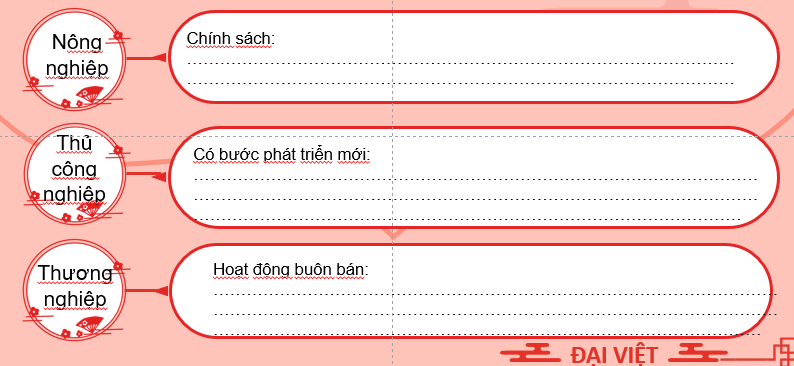 Nông
nghiệp
Chính sách:
Thủ
công
nghiệp
Có bước phát triển mới:
Thương
nghiệp
Hoạt động buôn bán:
ĐẠI VIỆT